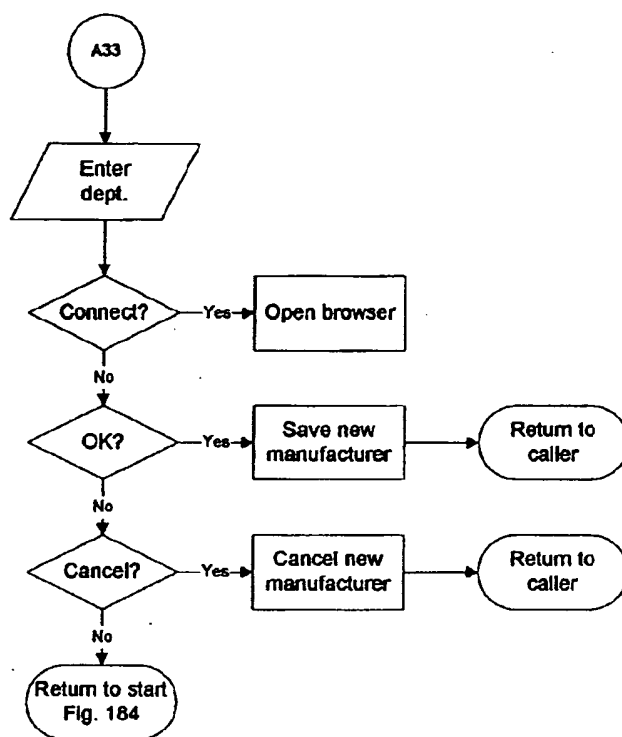 A33
Enter
dept.
Connect?
Yes
Open browser
No
OK?
Yes
Save new
manufacturer
Return to
caller
No
Cancel?
Yes
Cancel new
manufacturer
Return to
caller
No
Return to start
Fig. 184